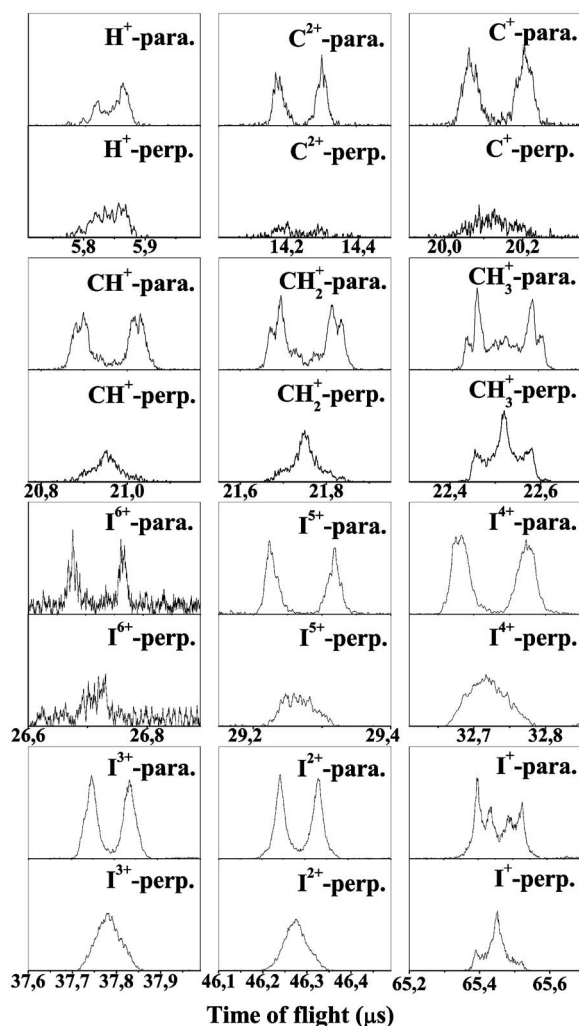 H⁺-para. C²⁺-para. C⁺-para.
H⁺-perp. C²⁺-perp. C⁺-perp.
5,8 5,9 14,2 14,4 20,0 20,2
CH⁺-para. CH₂⁺-para. CH₃⁺-para.
CH⁺-perp. CH₂⁺-perp. CH₃⁺-perp.
20,8 21,0 21,6 21,8 22,4 22,6
I⁶⁺-para. I⁵⁺-para. I⁴⁺-para.
I⁶⁺-perp. I⁵⁺-perp. I⁴⁺-perp.
26,6 26,8 29,2 29,4 32,7 32,8
I³⁺-para. I²⁺-para. I⁺-para.
I³⁺-perp. I²⁺-perp. I⁺-perp.
37,6 37,7 37,8 37,9 46,1 46,2 46,3 46,4 65,2 65,4 65,6
Time of flight (μs)